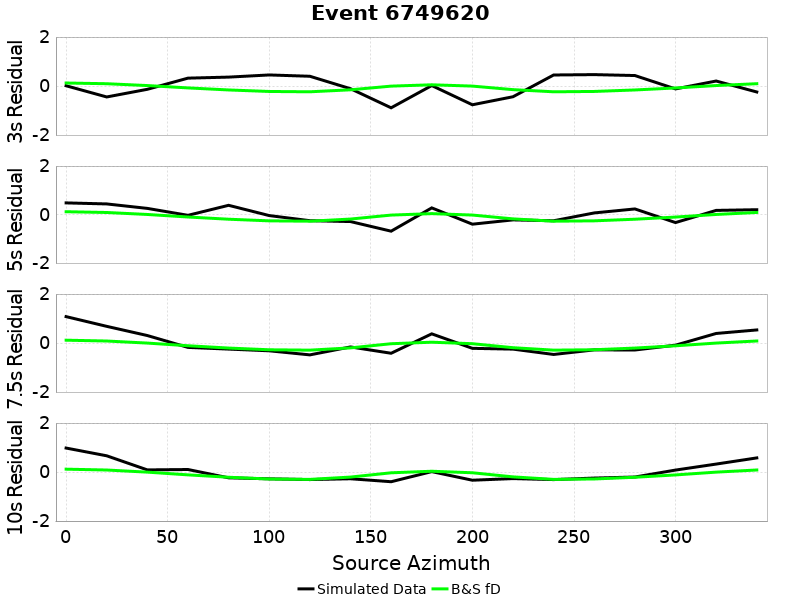 Event 6749620
3s Residual
2
0
-2
5s Residual
2
0
-2
7.5s Residual
2
0
-2
10s Residual
2
0
-2
0 50 100 150 200 250 300
Source Azimuth
Simulated Data B&S fD